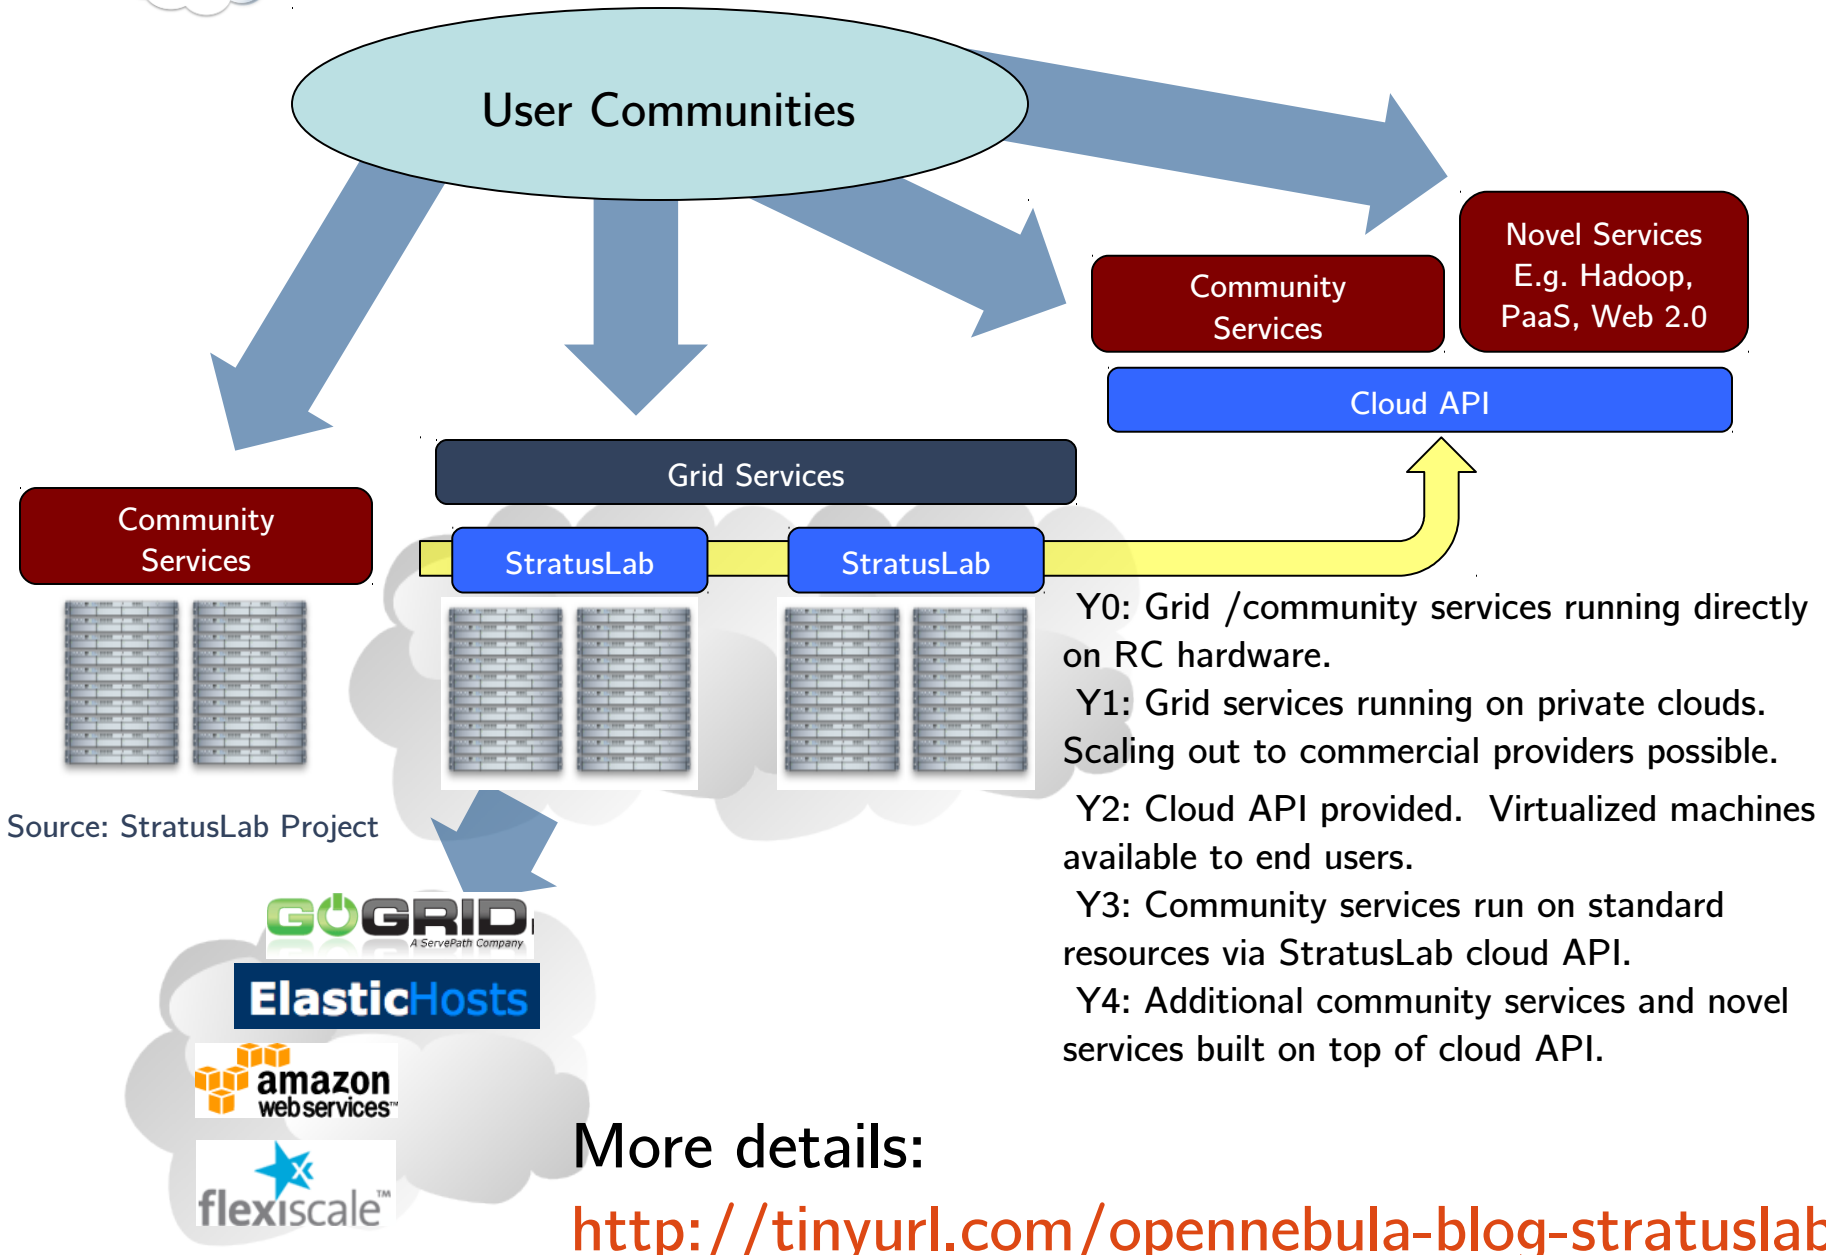 User Communities
Novel Services
E.g. Hadoop,
PaaS, Web 2.0
Community
Services
Cloud API
Grid Services
Community
Services
StratusLab
StratusLab
Y0: Grid /community services running directly
on RC hardware.
Y1: Grid services running on private clouds.
Scaling out to commercial providers possible.
Y2: Cloud API provided. Virtualized machines
available to end users.
Y3: Community services run on standard
resources via StratusLab cloud API.
Y4: Additional community services and novel
services built on top of cloud API.
Source: StratusLab Project
GOGRID
A ServePath Company
ElasticHosts
amazon
webservices™
flexiscale™
More details:
http://tinyurl.com/opennebula-blog-stratuslab